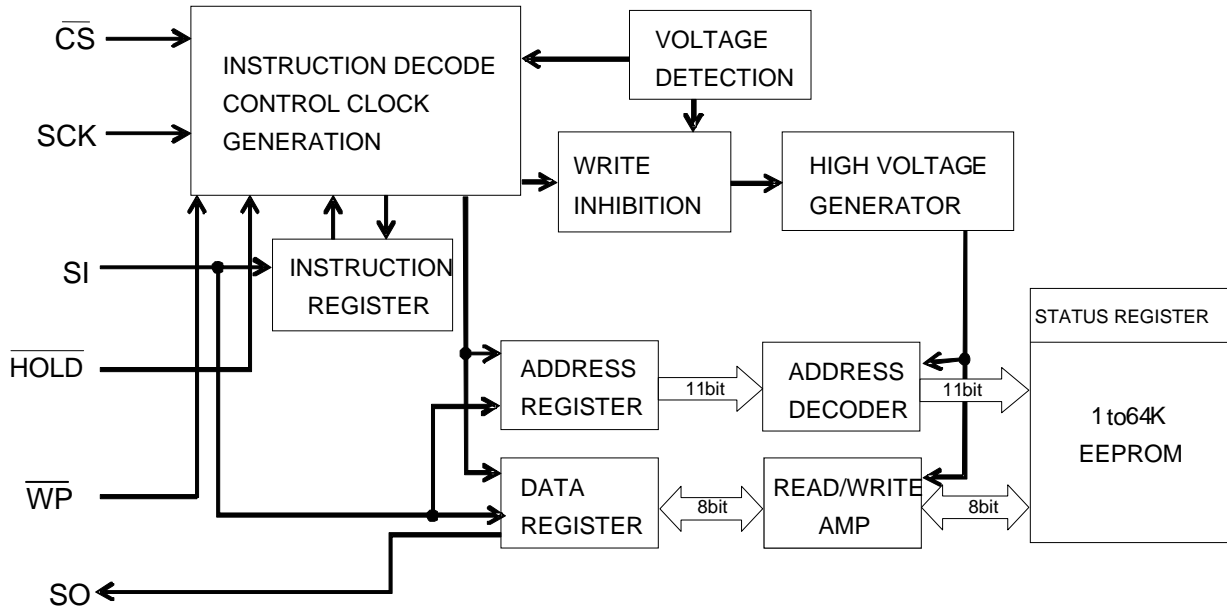 CS
SCK
SI
HOLD
WP
SO
INSTRUCTION DECODE
CONTROL CLOCK
GENERATION
VOLTAGE
DETECTION
WRITE
INHIBITION
HIGH VOLTAGE
GENERATOR
INSTRUCTION
REGISTER
ADDRESS
REGISTER
11bit
ADDRESS
DECODER
11bit
DATA
REGISTER
8bit
READ/WRITE
AMP
8bit
STATUS REGISTER
1 to64K
EEPROM